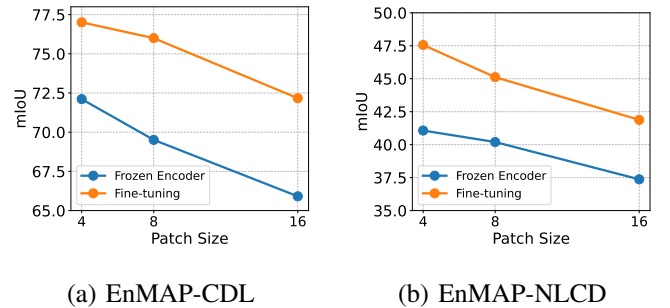 77.5
75.0
72.5
70.0
67.5
65.0
mIoU
Frozen Encoder
Fine-tuning
4
8
16
Patch Size
(a) EnMAP-CDL
50.0
47.5
45.0
42.5
40.0
37.5
35.0
mIoU
Frozen Encoder
Fine-tuning
4
8
16
Patch Size
(b) EnMAP-NLCD